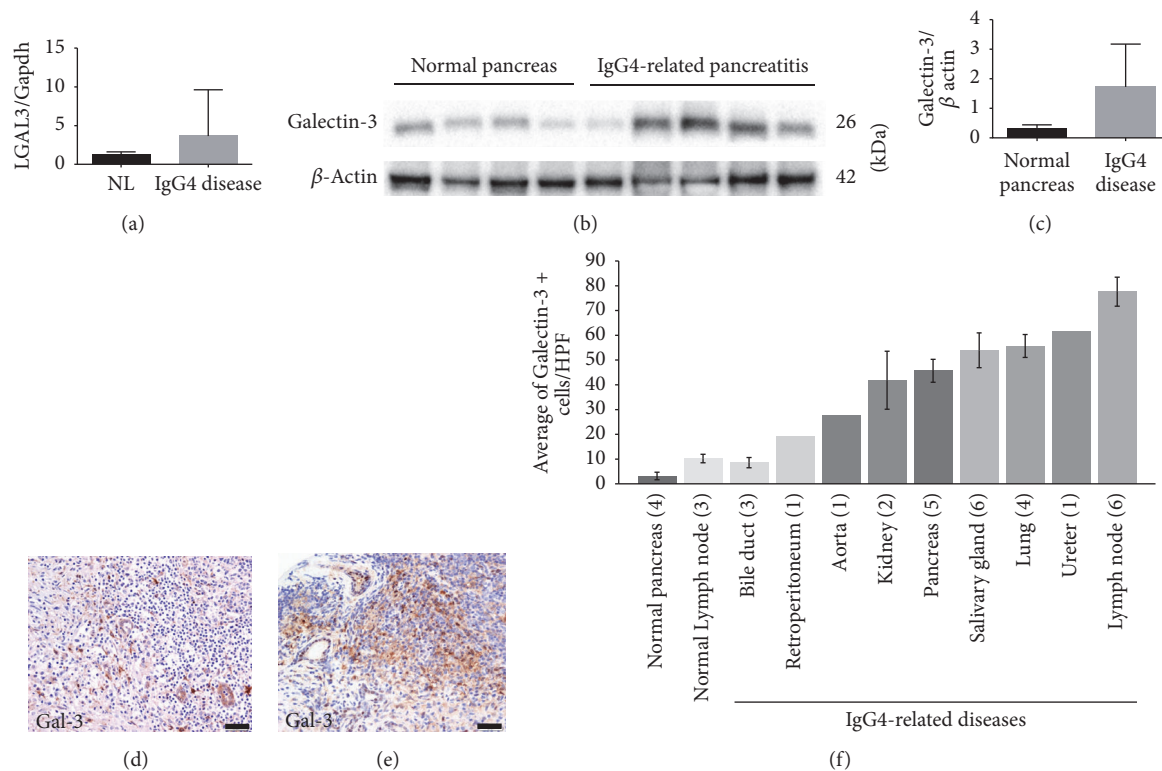 LGAL3/Gapdh
15
10
5
0
NL
IgG4 disease
(a)
Normal pancreas
IgG4-related pancreatitis
Galectin-3
26
β-Actin
42
(kDa)
(b)
Galectin-3/
β actin
4
3
2
1
0
Normal
pancreas
IgG4
disease
(c)
Gal-3
(d)
Gal-3
(e)
Average of Galectin-3 +
cells/HPF
90
80
70
60
50
40
30
20
10
0
Normal pancreas (4)
Normal Lymph node (3)
Bile duct (3)
Retroperitoneum (1)
Aorta (1)
Kidney (2)
Pancreas (5)
Salivary gland (6)
Lung (4)
Ureter (1)
Lymph node (6)
IgG4-related diseases
(f)